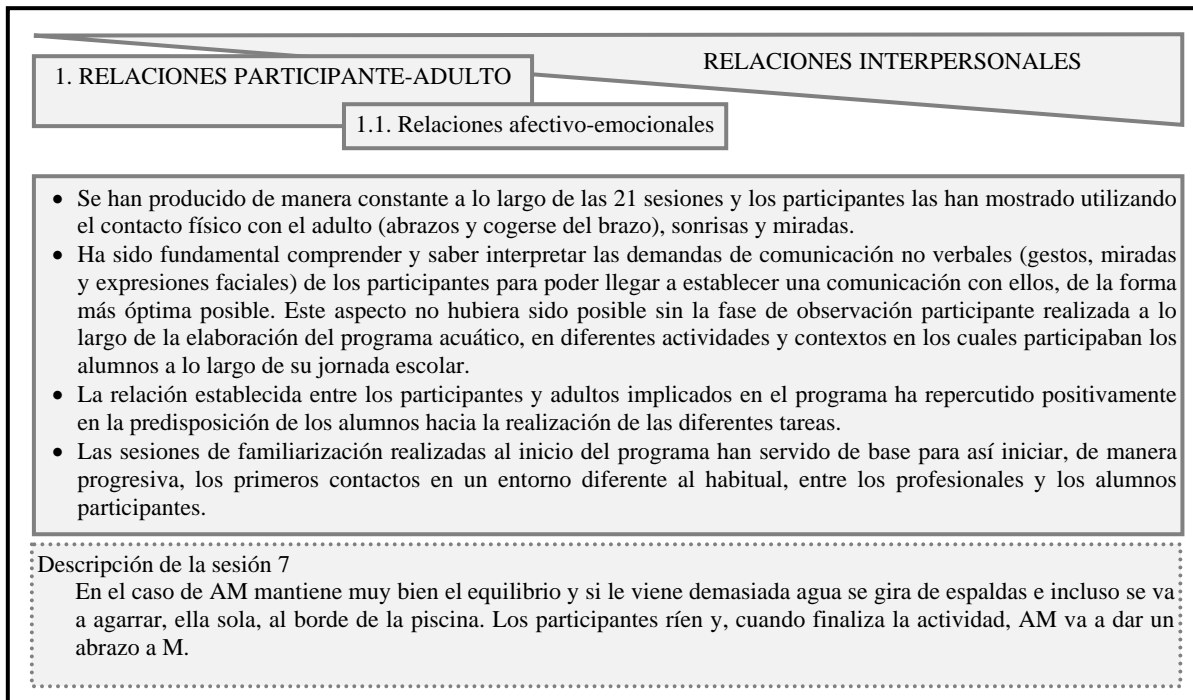 RELACIONES INTERPERSONALES
1. RELACIONES PARTICIPANTE-ADULTO
1.1. Relaciones afectivo-emocionales
• Se han producido de manera constante a lo largo de las 21 sesiones y los participantes las han mostrado utilizando
el contacto físico con el adulto (abrazos y cogerse del brazo), sonrisas y miradas.
• Ha sido fundamental comprender y saber interpretar las demandas de comunicación no verbales (gestos, miradas
y expresiones faciales) de los participantes para poder llegar a establecer una comunicación con ellos, de la forma
más óptima posible. Este aspecto no hubiera sido posible sin la fase de observación participante realizada a lo
largo de la elaboración del programa acuático, en diferentes actividades y contextos en los cuales participaban los
alumnos a lo largo de su jornada escolar.
• La relación establecida entre los participantes y adultos implicados en el programa ha repercutido positivamente
en la predisposición de los alumnos hacia la realización de las diferentes tareas.
• Las sesiones de familiarización realizadas al inicio del programa han servido de base para así iniciar, de manera
progresiva, los primeros contactos en un entorno diferente al habitual, entre los profesionales y los alumnos
participantes.
Descripción de la sesión 7
En el caso de AM mantiene muy bien el equilibrio y si le viene demasiada agua se gira de espaldas e incluso se va
a agarrar, ella sola, al borde de la piscina. Los participantes ríen y, cuando finaliza la actividad, AM va a dar un
abrazo a M.